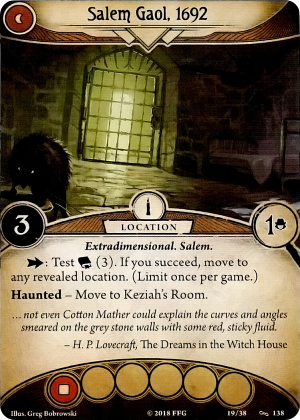 Salem Gaol, 1692
3
LOCATION
1
Extradimensional. Salem.
: Test (3). If you succeed, move to
any revealed location. (Limit once per game.)
Haunted – Move to Keziah's Room.
... not even Cotton Mather could explain the curves and angles
smeared on the grey stone walls with some red, sticky fluid.
– H. P. Lovecraft, The Dreams in the Witch House
Illus. Greg Bobrowski
© 2018 FFG
19/38
138